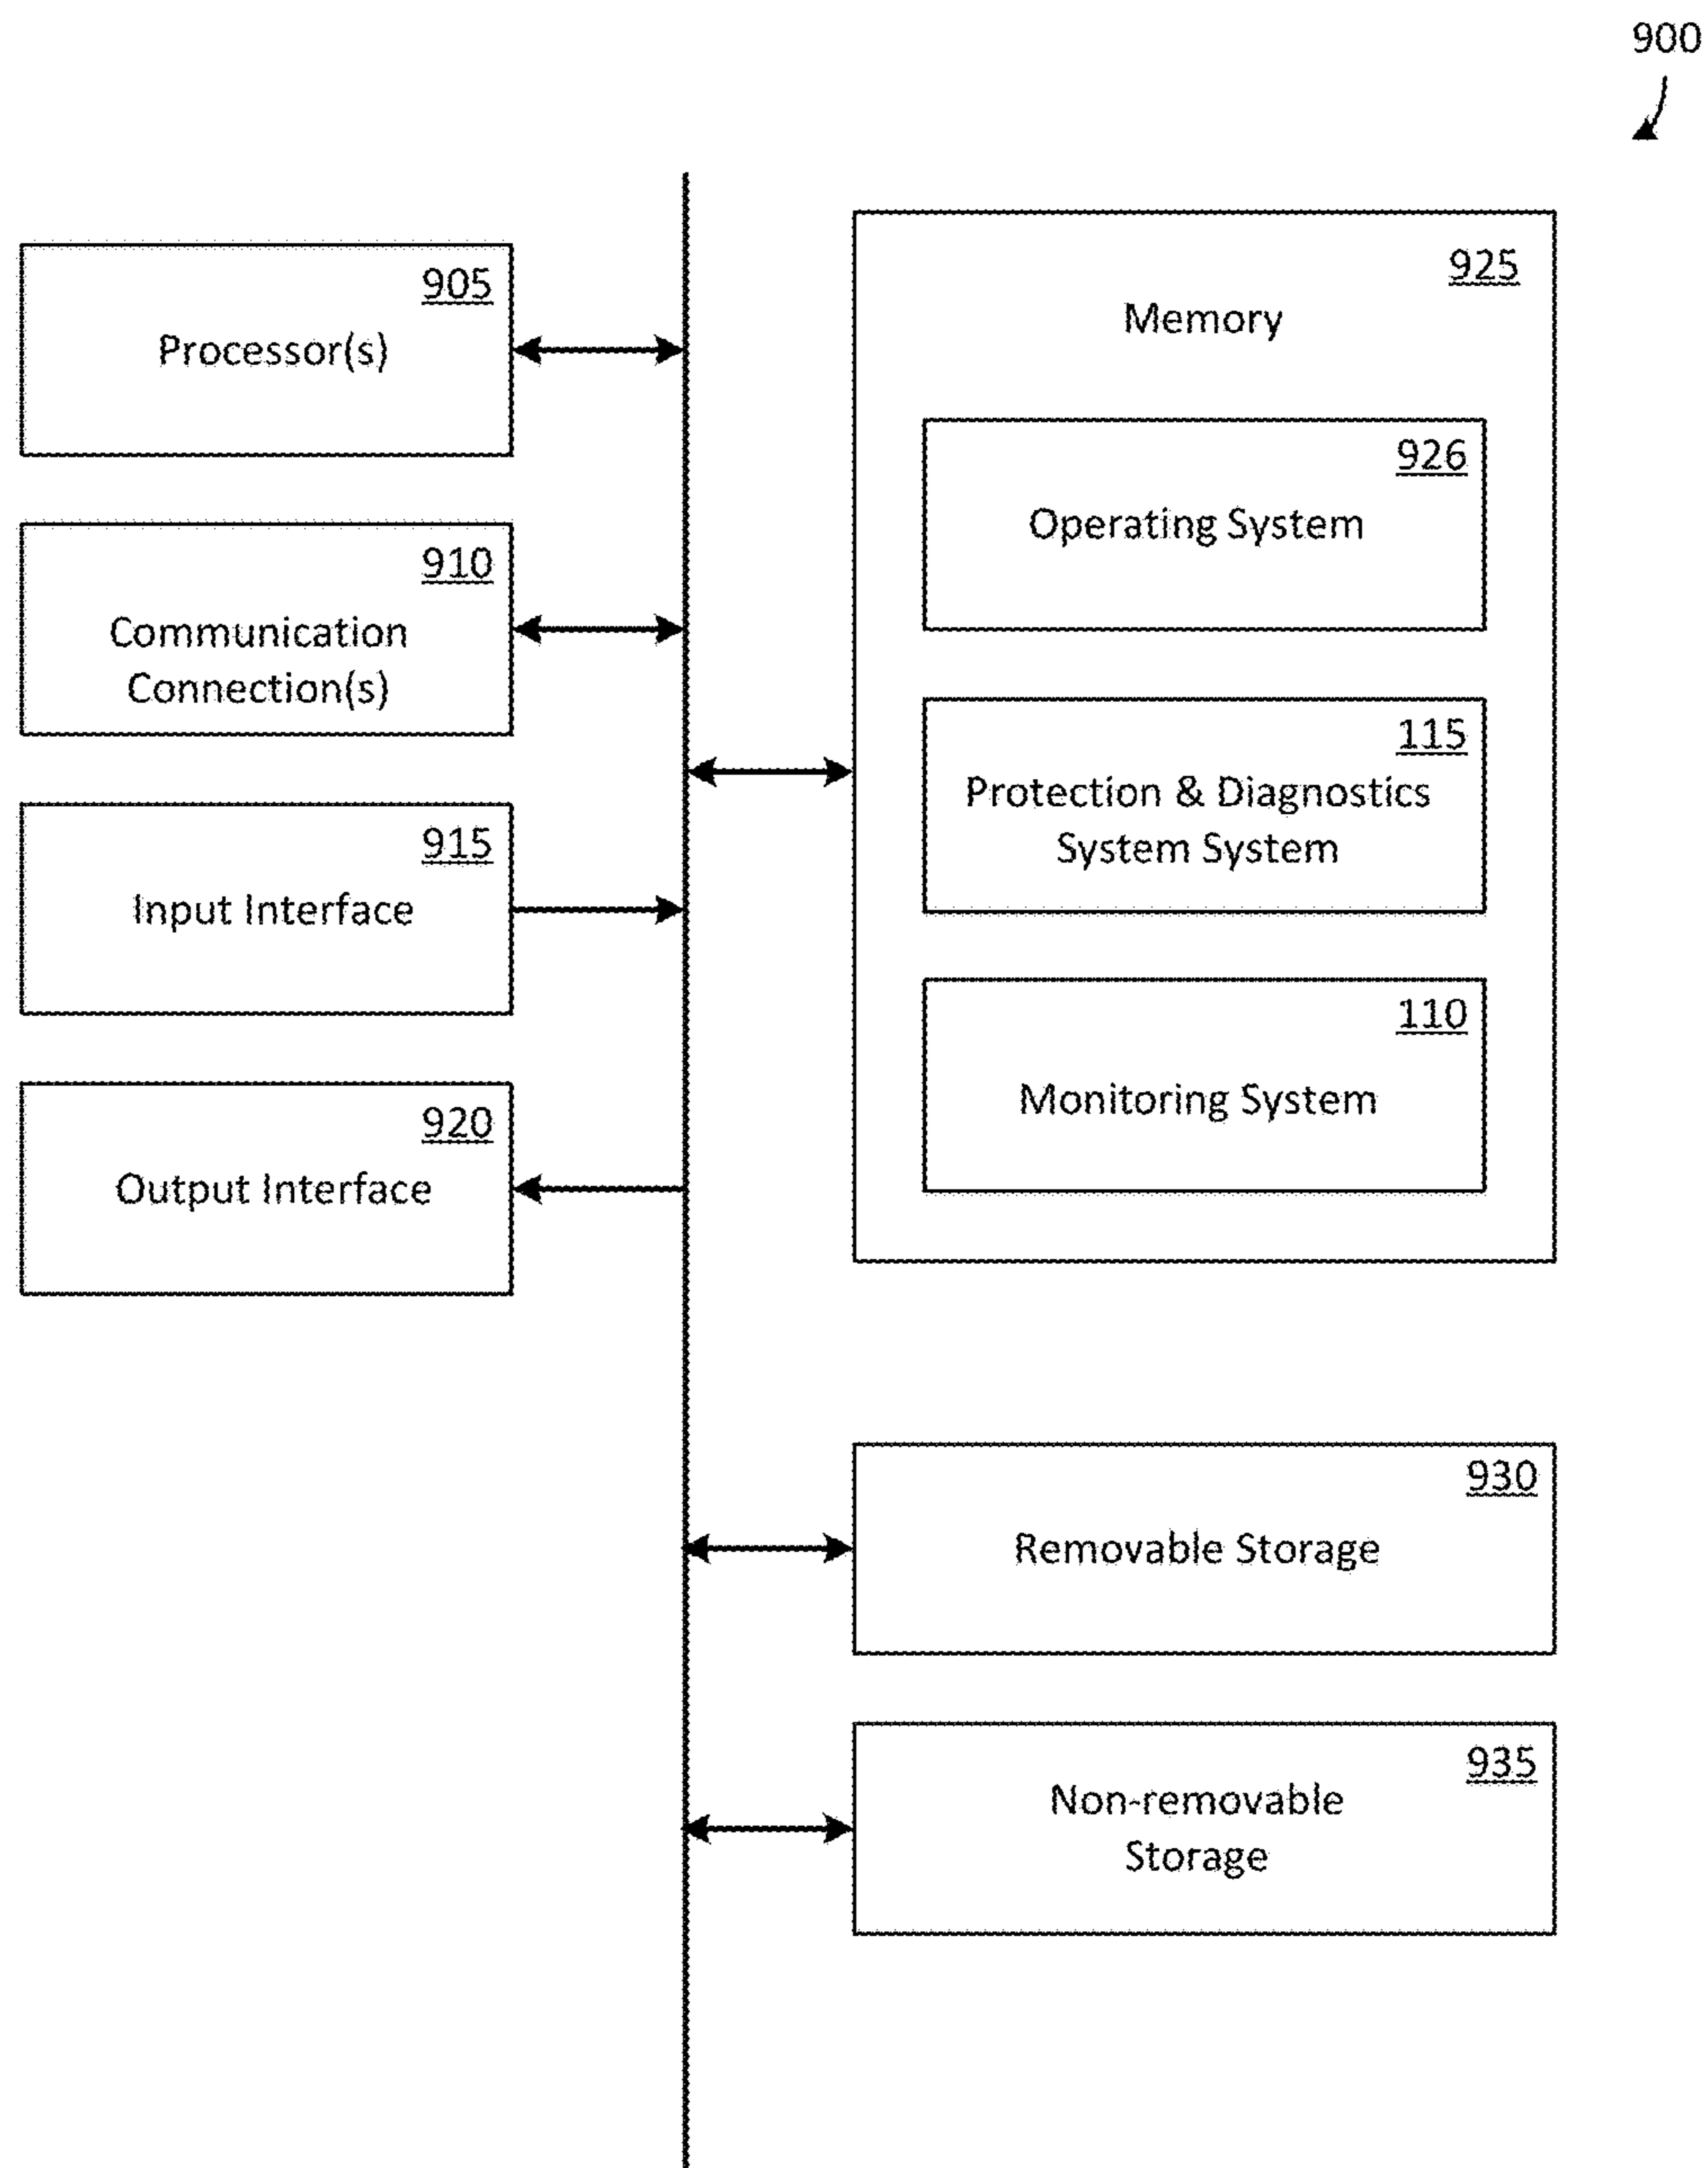 900
905
Processor(s)
910
Communication
Connection(s)
915
Input Interface
920
Output Interface
925
Memory
926
Operating System
115
Protection & Diagnostics
System System
110
Monitoring System
930
Removable Storage
935
Non-removable
Storage